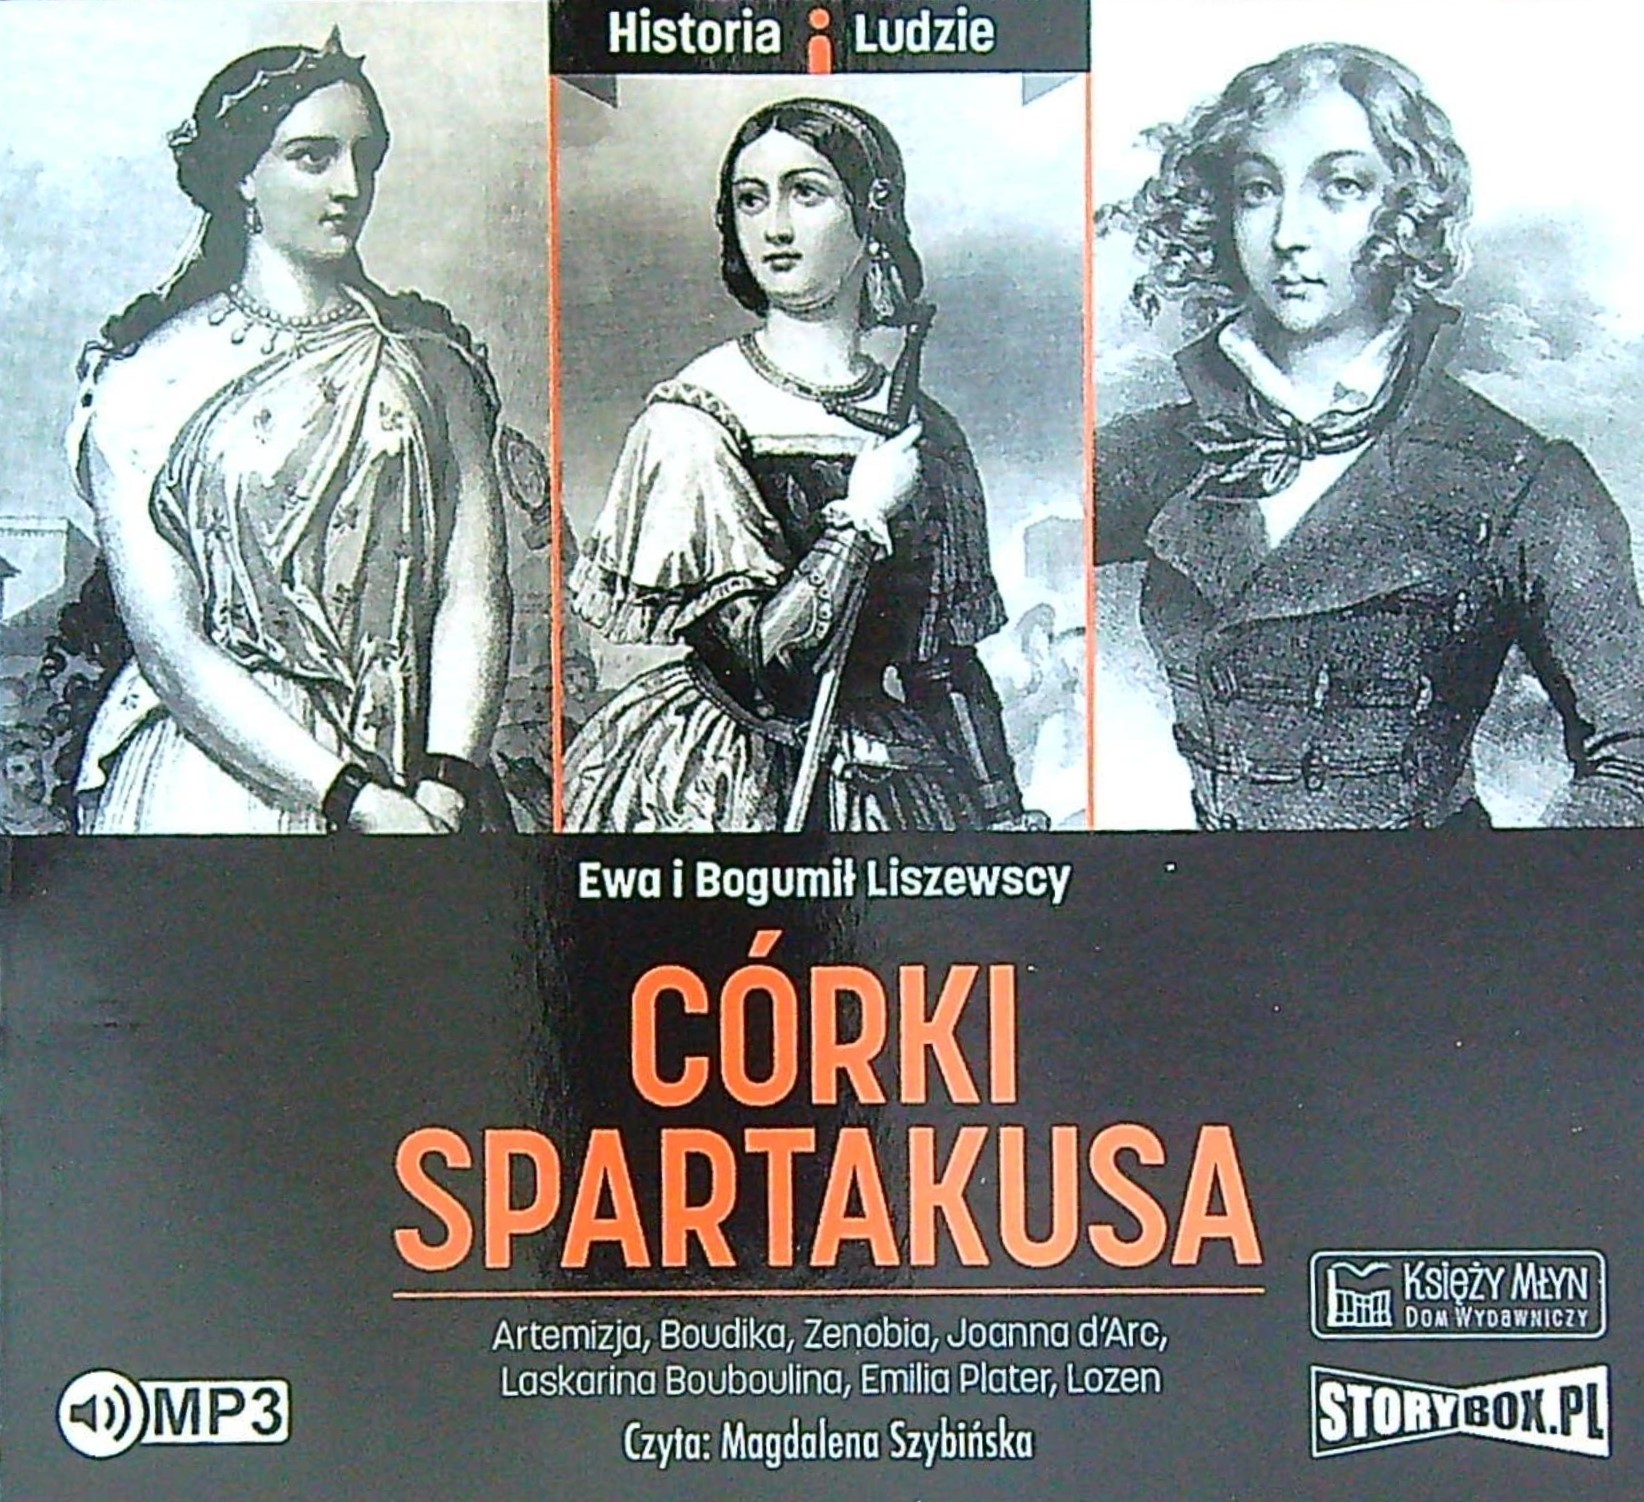 Historia i Ludzie
Ewa i Bogumił Liszewscy
CÓRKI
SPARTAKUSA
Artemizja, Boudika, Zenobia, Joanna d'Arc,
Laskarina Bouboulina, Emilia Plater, Lozen
Czyta: Magdalena Szybińska
MP3
KSIĘŻY MŁYN
DOM WYDAWNICZY
STORYBOX.PL